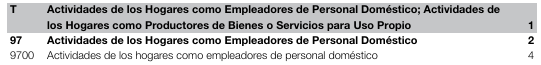 T Actividades de los Hogares como Empleadores de Personal Doméstico; Actividades de
los Hogares como Productores de Bienes o Servicios para Uso Propio 1
97 Actividades de los Hogares como Empleadores de Personal Doméstico 2
9700 Actividades de los hogares como empleadores de personal doméstico 4